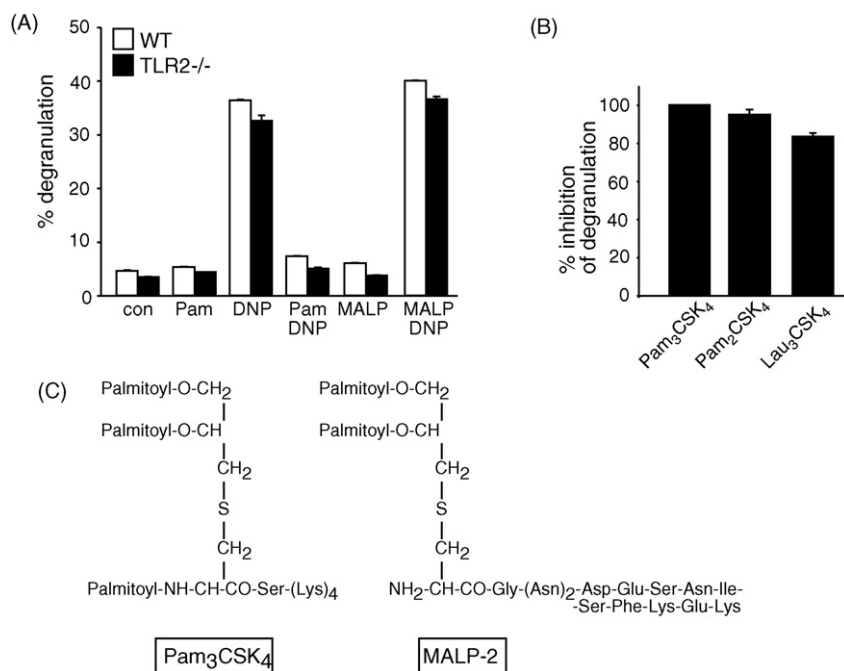 (A)
50
40
30
20
10
0
% degranulation
WT
TLR2-/-
con Pam DNP Pam DNP MALP MALP DNP
(B)
100
80
60
40
20
0
% inhibition
of degranulation
Pam3CSK4
Pam2CSK4
Lau3CSK4
(C)
Palmitoyl-O-CH2
Palmitoyl-O-CH
CH2
S
CH2
Palmitoyl-NH-CH-CO-Ser-(Lys)4
Pam3CSK4
Palmitoyl-O-CH2
Palmitoyl-O-CH
CH2
S
CH2
NH2-CH-CO-Gly-(Asn)2-Asp-Glu-Ser-Asn-Ile-
-Ser-Phe-Lys-Glu-Lys
MALP-2